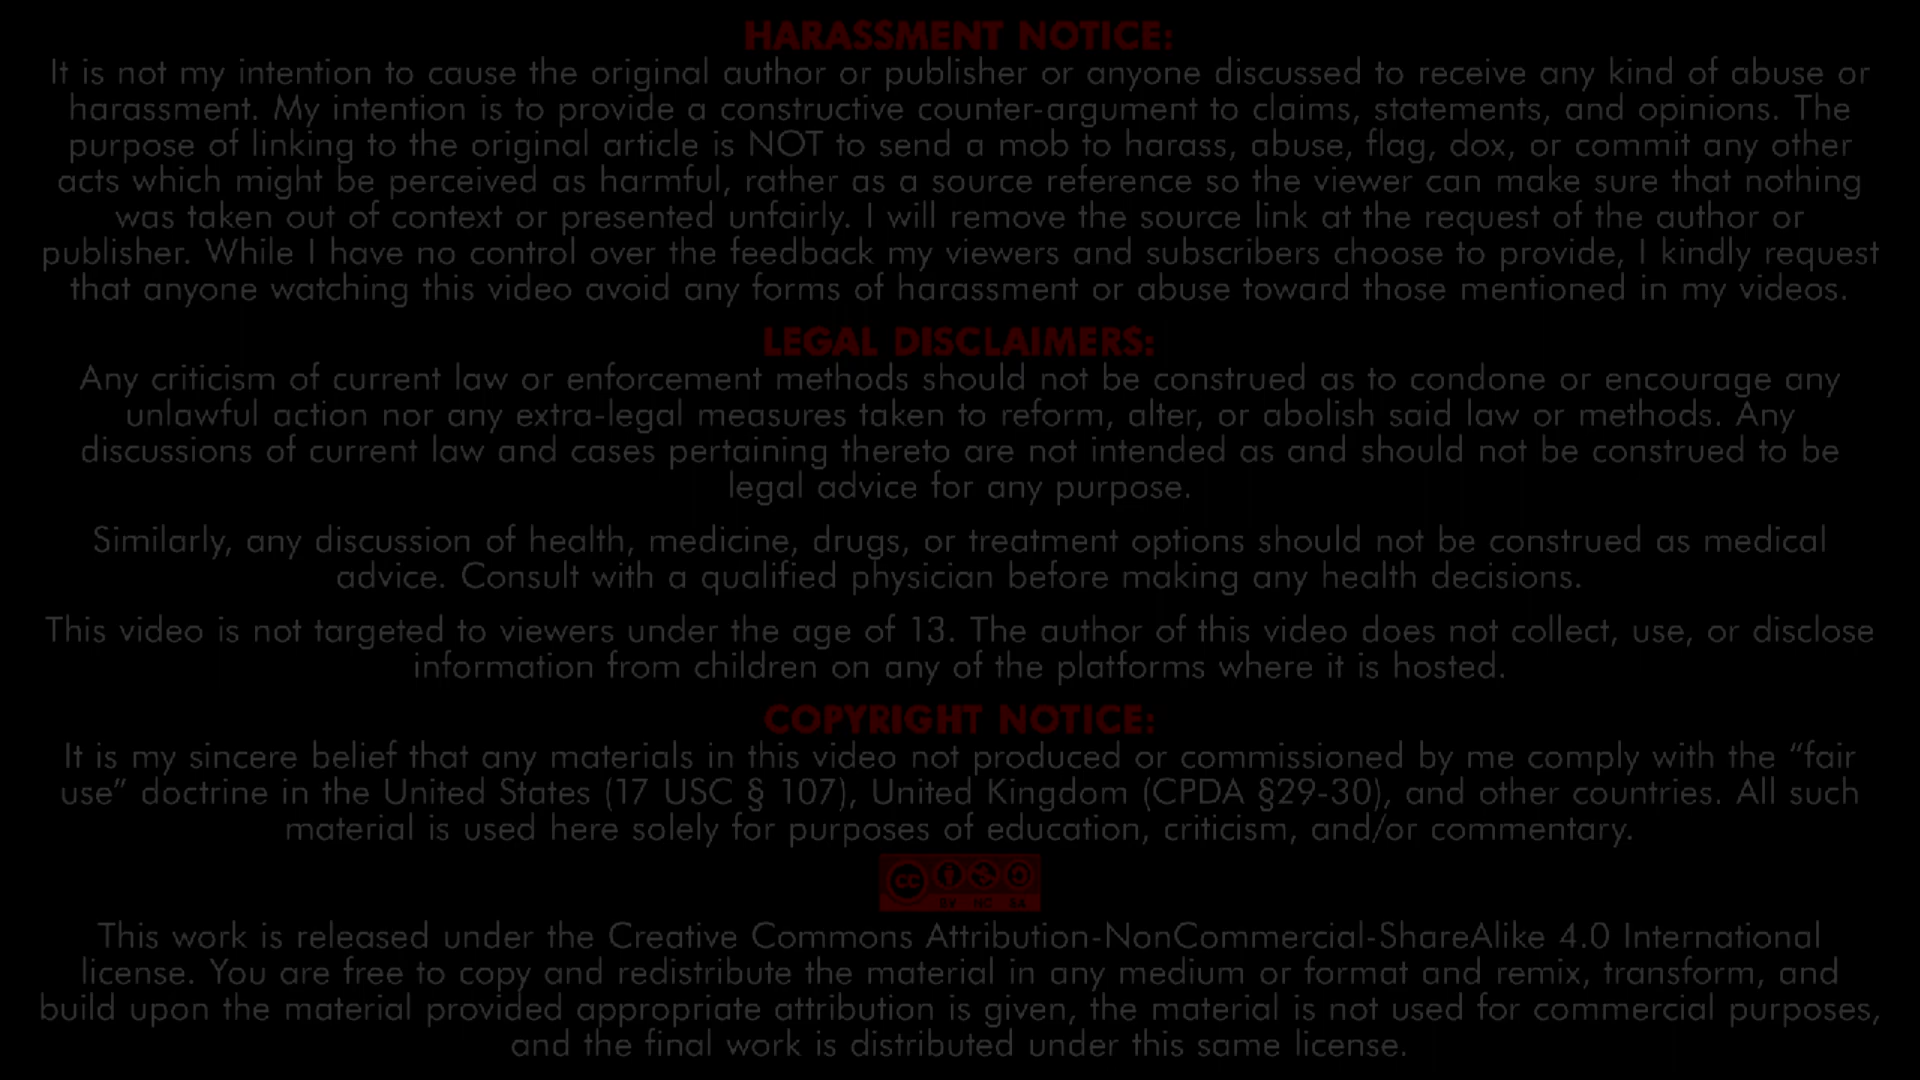 HARASSMENT NOTICE:
It is not my intention to cause the original author or publisher or anyone discussed to receive any kind of abuse or
harassment. My intention is to provide a constructive counter-argument to claims, statements, and opinions. The
purpose of linking to the original article is NOT to send a mob to harass, abuse, flag, dox, or commit any other
acts which might be perceived as harmful, rather as a source reference so the viewer can make sure that nothing
was taken out of context or presented unfairly. I will remove the source link at the request of the author or
publisher. While I have no control over the feedback my viewers and subscribers choose to provide, I kindly request
that anyone watching this video avoid any forms of harassment or abuse toward those mentioned in my videos.
LEGAL DISCLAIMERS:
Any criticism of current law or enforcement methods should not be construed as to condone or encourage any
unlawful action nor any extra-legal measures taken to reform, alter, or abolish said law or methods. Any
discussions of current law and cases pertaining thereto are not intended as and should not be construed to be
legal advice for any purpose.
Similarly, any discussion of health, medicine, drugs, or treatment options should not be construed as medical
advice. Consult with a qualified physician before making any health decisions.
This video is not targeted to viewers under the age of 13. The author of this video does not collect, use, or disclose
information from children on any of the platforms where it is hosted.
COPYRIGHT NOTICE:
It is my sincere belief that any materials in this video not produced or commissioned by me comply with the “fair
use” doctrine in the United States (17 USC § 107), United Kingdom (CPDA §29-30), and other countries. All such
material is used here solely for purposes of education, criticism, and/or commentary.
CC
BY NC SA
This work is released under the Creative Commons Attribution-NonCommercial-ShareAlike 4.0 International
license. You are free to copy and redistribute the material in any medium or format and remix, transform, and
build upon the material provided appropriate attribution is given, the material is not used for commercial purposes,
and the final work is distributed under this same license.